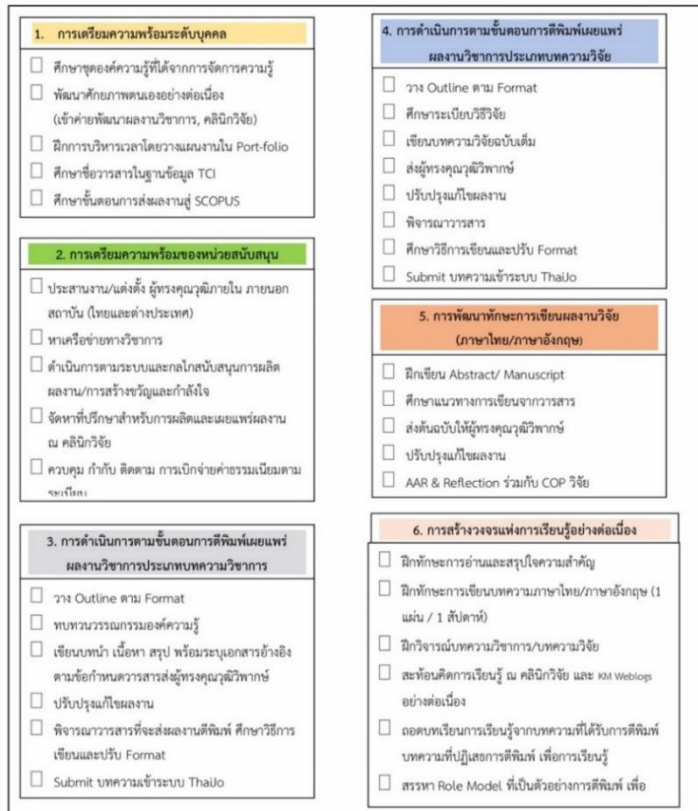 1. การเตรียมความพร้อมระดับบุคคล
ศึกษาชุดองค์ความรู้ที่ได้จากการจัดการความรู้
พัฒนาศักยภาพตนเองอย่างต่อเนื่อง
(เข้าค่ายพัฒนาผลงานวิชาการ, คลินิกวิจัย)
ฝึกการบริหารเวลาโดยวางแผนงานใน Port-folio
ศึกษาชื่อวารสารในฐานข้อมูล TCI
ศึกษาขั้นตอนการส่งผลงานสู่ SCOPUS
2. การเตรียมความพร้อมของหน่วยสนับสนุน
ประสานงาน/แต่งตั้ง ผู้ทรงคุณวุฒิภายใน ภายนอก
สถาบัน (ไทยและต่างประเทศ)
หาเครือข่ายทางวิชาการ
ดำเนินการตามระบบและกลไกสนับสนุนการผลิต
ผลงาน/การสร้างขวัญและกำลังใจ
จัดหาที่ปรึกษาสำหรับการผลิตและเผยแพร่ผลงาน
ณ คลินิกวิจัย
ควบคุม กำกับ ติดตาม การเบิกจ่ายค่าธรรมเนียมตาม
ระเบียบ
3. การดำเนินการตามขั้นตอนการตีพิมพ์เผยแพร่
ผลงานวิชาการประเภทบทความวิชาการ
วาง Outline ตาม Format
ทบทวนวรรณกรรมองค์ความรู้
เขียนบทนำ เนื้อหา สรุป พร้อมระบุเอกสารอ้างอิง
ตามข้อกำหนดวารสารส่งผู้ทรงคุณวุฒิวิพากษ์
ปรับปรุงแก้ไขผลงาน
พิจารณาวารสารที่จะส่งผลงานตีพิมพ์ ศึกษาวิธีการ
เขียนและปรับ Format
Submit บทความเข้าระบบ ThaiJo
4. การดำเนินการตามขั้นตอนการตีพิมพ์เผยแพร่
ผลงานวิชาการประเภทบทความวิจัย
วาง Outline ตาม Format
ศึกษาระเบียบวิธีวิจัย
เขียนบทความวิจัยฉบับเต็ม
ส่งผู้ทรงคุณวุฒิวิพากษ์
ปรับปรุงแก้ไขผลงาน
พิจารณาวารสาร
ศึกษาวิธีการเขียนและปรับ Format
Submit บทความเข้าระบบ ThaiJo
5. การพัฒนาทักษะการเขียนผลงานวิจัย
(ภาษาไทย/ภาษาอังกฤษ)
ฝึกเขียน Abstract/ Manuscript
ศึกษาแนวทางการเขียนจากวารสาร
ส่งต้นฉบับให้ผู้ทรงคุณวุฒิวิพากษ์
ปรับปรุงแก้ไขผลงาน
AAR & Reflection ร่วมกับ COP วิจัย
6. การสร้างวงจรแห่งการเรียนรู้อย่างต่อเนื่อง
ฝึกทักษะการอ่านและสรุปใจความสำคัญ
ฝึกทักษะการเขียนบทความภาษาไทย/ภาษาอังกฤษ (1
แผ่น / 1 สัปดาห์)
ฝึกวิจารณ์บทความวิชาการ/บทความวิจัย
สะท้อนคิดการเรียนรู้ ณ คลินิกวิจัย และ KM Weblogs
อย่างต่อเนื่อง
ถอดบทเรียนการเรียนรู้จากบทความที่ได้รับการตีพิมพ์
บทความที่ปฏิเสธการตีพิมพ์ เพื่อการเรียนรู้
สรรหา Role Model ที่เป็นตัวอย่างการตีพิมพ์ เพื่อ